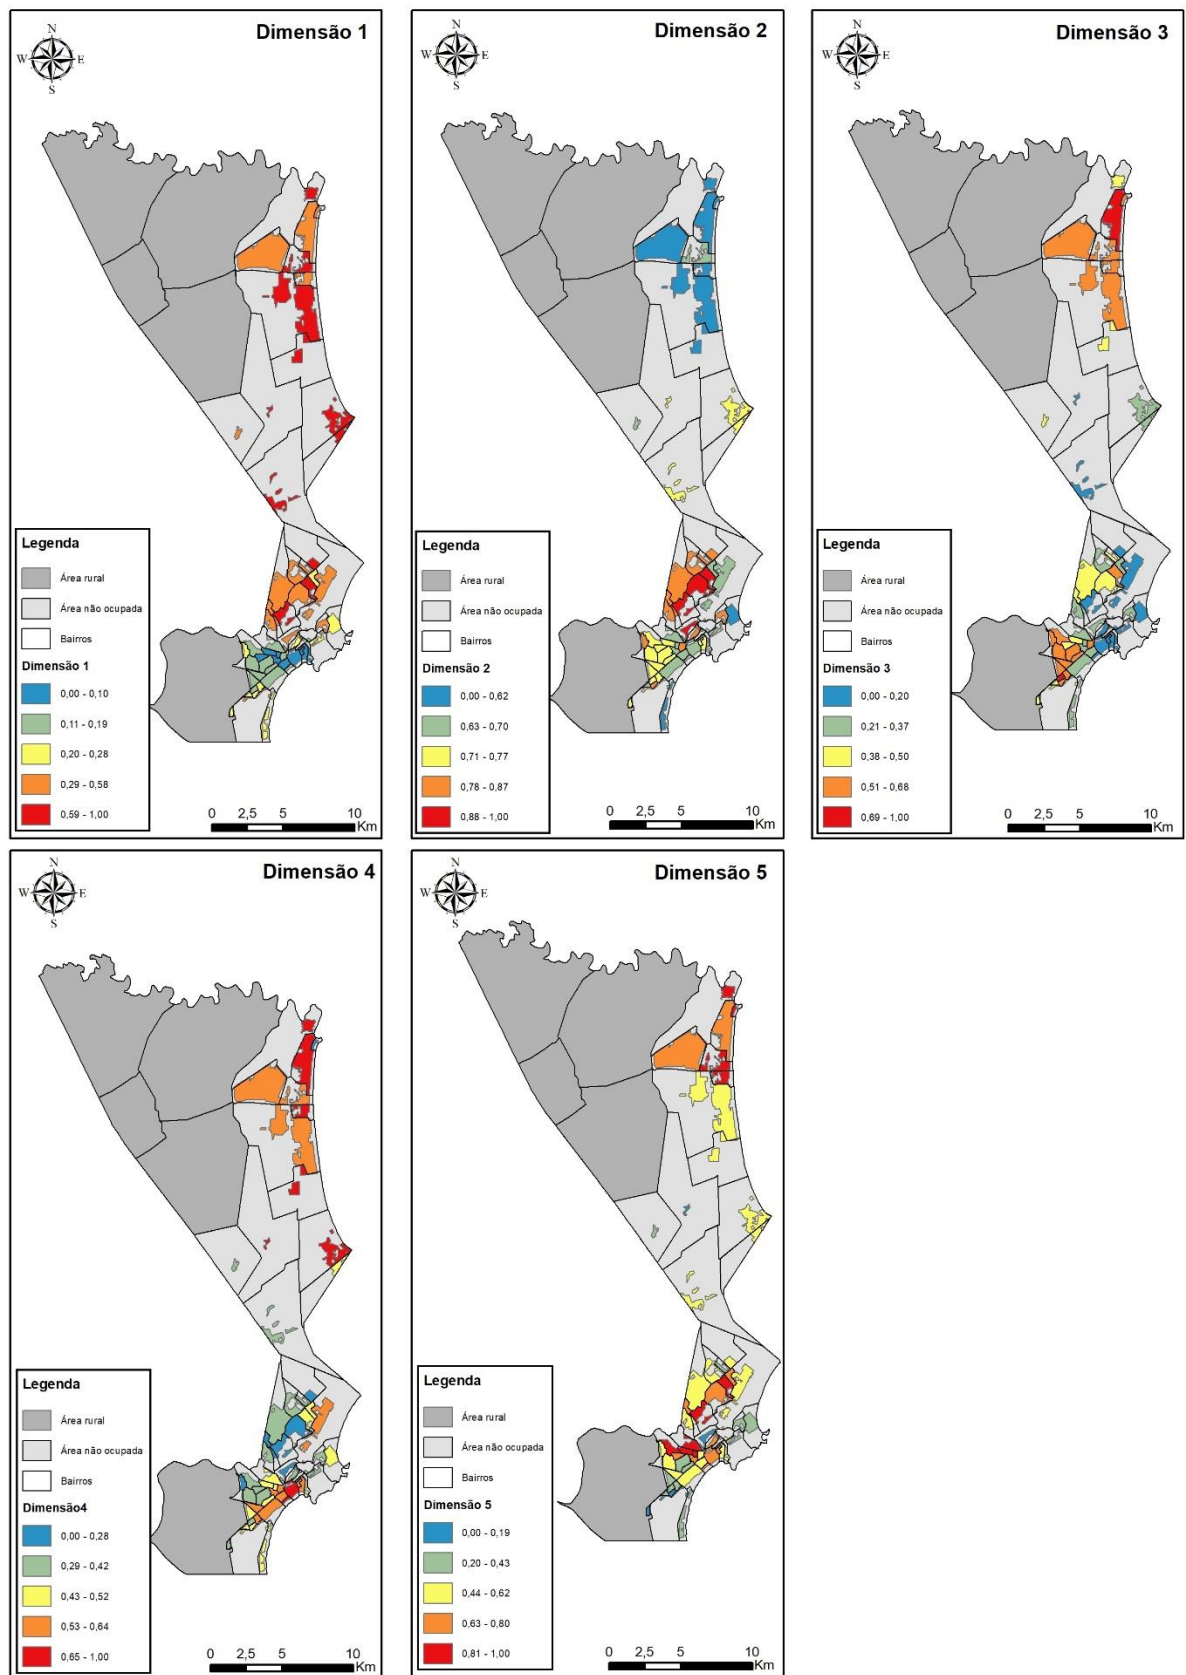 Dimensão 1
N
W
E
S
Legenda
Área rural
Área não ocupada
Bairros
Dimensão 1
0,00 - 0,10
0,11 - 0,19
0,20 - 0,28
0,29 - 0,58
0,59 - 1,00
0 2,5 5 10
Km
Dimensão 2
N
W
E
S
Legenda
Área rural
Área não ocupada
Bairros
Dimensão 2
0,00 - 0,62
0,63 - 0,70
0,71 - 0,77
0,78 - 0,87
0,88 - 1,00
0 2,5 5 10
Km
Dimensão 3
N
W
E
S
Legenda
Área rural
Área não ocupada
Bairros
Dimensão 3
0,00 - 0,20
0,21 - 0,37
0,38 - 0,50
0,51 - 0,68
0,69 - 1,00
0 2,5 5 10
Km
Dimensão 4
N
W
E
S
Legenda
Área rural
Área não ocupada
Bairros
Dimensão4
0,00 - 0,28
0,29 - 0,42
0,43 - 0,52
0,53 - 0,64
0,65 - 1,00
0 2,5 5 10
Km
Dimensão 5
N
W
E
S
Legenda
Área rural
Área não ocupada
Bairros
Dimensão 5
0,00 - 0,19
0,20 - 0,43
0,44 - 0,62
0,63 - 0,80
0,81 - 1,00
0 2,5 5 10
Km